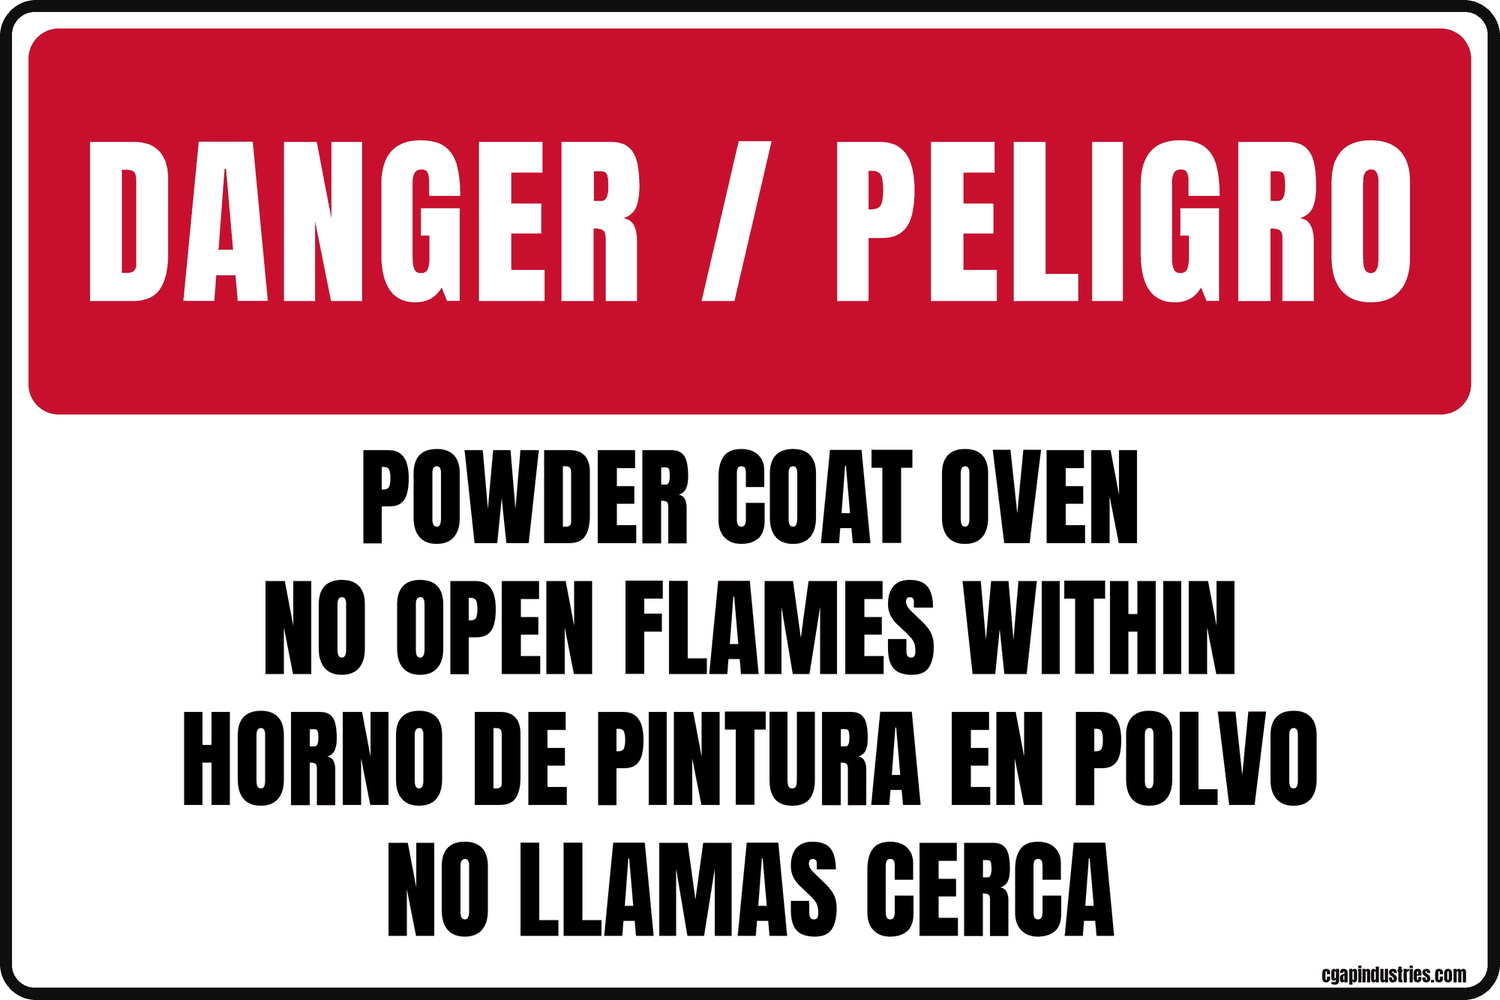 DANGER / PELIGRO
POWDER COAT OVEN
NO OPEN FLAMES WITHIN
HORNO DE PINTURA EN POLVO
NO LLAMAS CERCA
cgapindustries.com